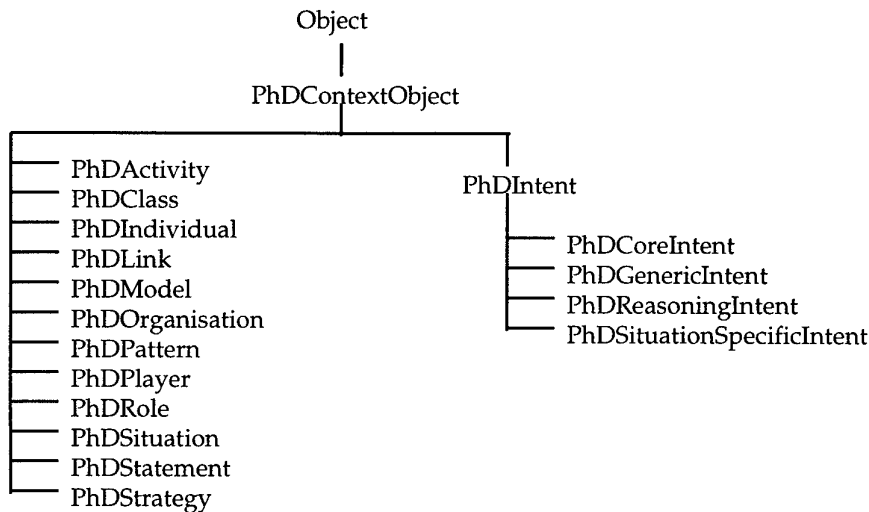 Object
PhDContextObject
PhDActivity
PhDClass
PhDIndividual
PhDLink
PhDModel
PhDOrganisation
PhDPattern
PhDPlayer
PhDRole
PhDSituation
PhDStatement
PhDStrategy
PhDIntent
PhDCoreIntent
PhDGenericIntent
PhDReasoningIntent
PhDSituationSpecificIntent